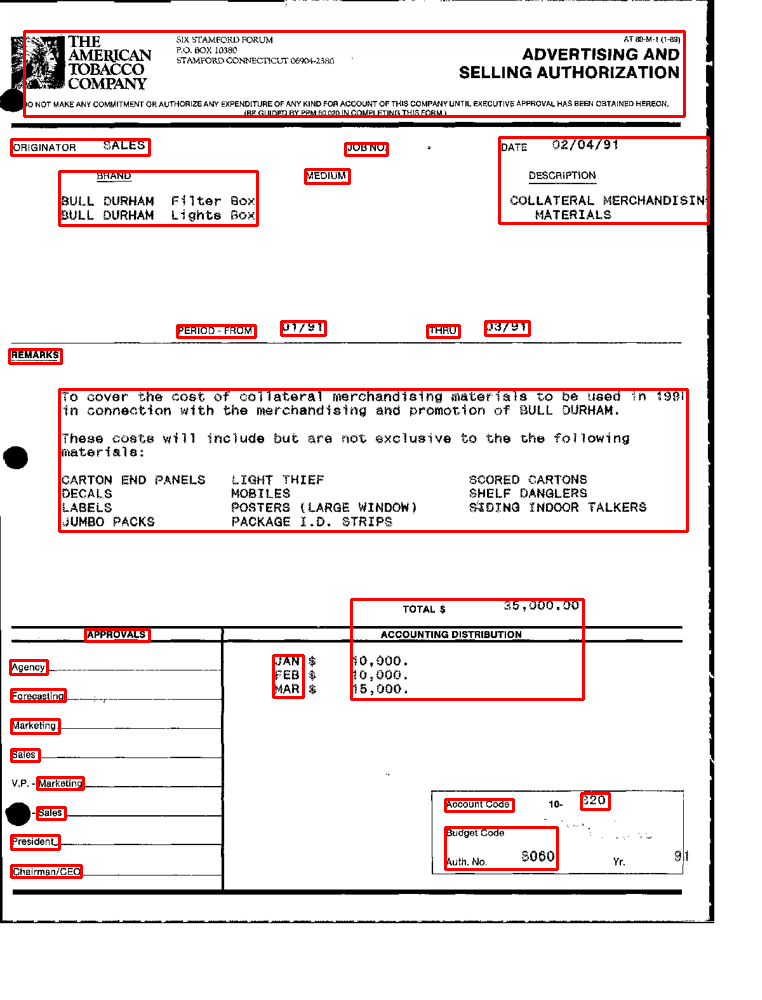 THE AMERICAN TOBACCO COMPANY
SIX STAMFORD FORUM
P.O. BOX 10380
STAMFORD CONNECTICUT 06904-2380
AT 80-M-1 (1-89)
ADVERTISING AND
SELLING AUTHORIZATION
DO NOT MAKE ANY COMMITMENT OR AUTHORIZE ANY EXPENDITURE OF ANY KIND FOR ACCOUNT OF THIS COMPANY UNTIL EXECUTIVE APPROVAL HAS BEEN OBTAINED HEREON.
(BE GUIDED BY PPM 80.020 IN COMPLETING THIS FORM.)
ORIGINATOR SALES JOB NO. DATE 02/04/91
BRAND MEDIUM DESCRIPTION
BULL DURHAM Filter Box COLLATERAL MERCHANDISIN
BULL DURHAM Lights Box MATERIALS
PERIOD - FROM 01/91 THRU 03/91
REMARKS
To cover the cost of collateral merchandising materials to be used in 1991
in connection with the merchandising and promotion of BULL DURHAM.
These costs will include but are not exclusive to the the following
materials:
CARTON END PANELS LIGHT THIEF SCORED CARTONS
DECALS MOBILES SHELF DANGLERS
LABELS POSTERS (LARGE WINDOW) SIDING INDOOR TALKERS
JUMBO PACKS PACKAGE I.D. STRIPS
TOTAL $ 35,000.00
APPROVALS ACCOUNTING DISTRIBUTION
JAN $ 10,000.
FEB $ 10,000.
MAR $ 15,000.
Agency
Forecasting
Marketing
Sales
V.P. - Marketing
- Sales
President
Chairman/CEO
Account Code 10- 320
Budget Code
Auth. No. 8060 Yr. 91